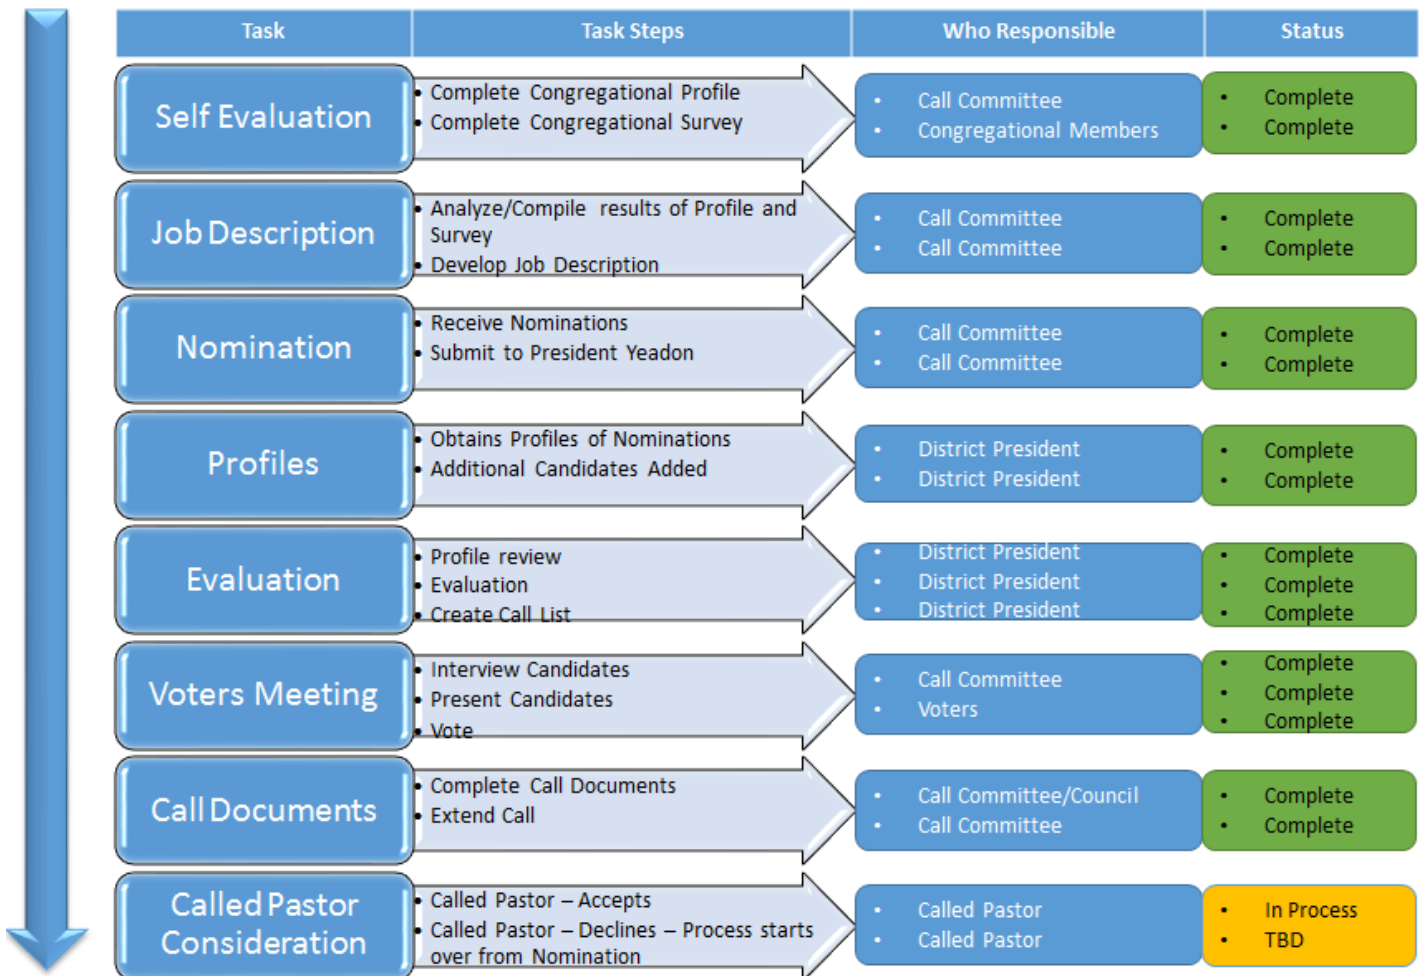 Task
Task Steps
Who Responsible
Status
Self Evaluation
• Complete Congregational Profile
• Complete Congregational Survey
• Call Committee
• Congregational Members
• Complete
• Complete
Job Description
• Analyze/Compile results of Profile and
Survey
• Develop Job Description
• Call Committee
• Call Committee
• Complete
• Complete
Nomination
• Receive Nominations
• Submit to President Yeadon
• Call Committee
• Call Committee
• Complete
• Complete
Profiles
• Obtains Profiles of Nominations
• Additional Candidates Added
• District President
• District President
• Complete
• Complete
Evaluation
• Profile review
• Evaluation
• Create Call List
• District President
• District President
• District President
• Complete
• Complete
• Complete
Voters Meeting
• Interview Candidates
• Present Candidates
• Vote
• Call Committee
• Voters
• Complete
• Complete
• Complete
Call Documents
• Complete Call Documents
• Extend Call
• Call Committee/Council
• Call Committee
• Complete
• Complete
Called Pastor
Consideration
• Called Pastor – Accepts
• Called Pastor – Declines – Process starts
over from Nomination
• Called Pastor
• Called Pastor
• In Process
• TBD